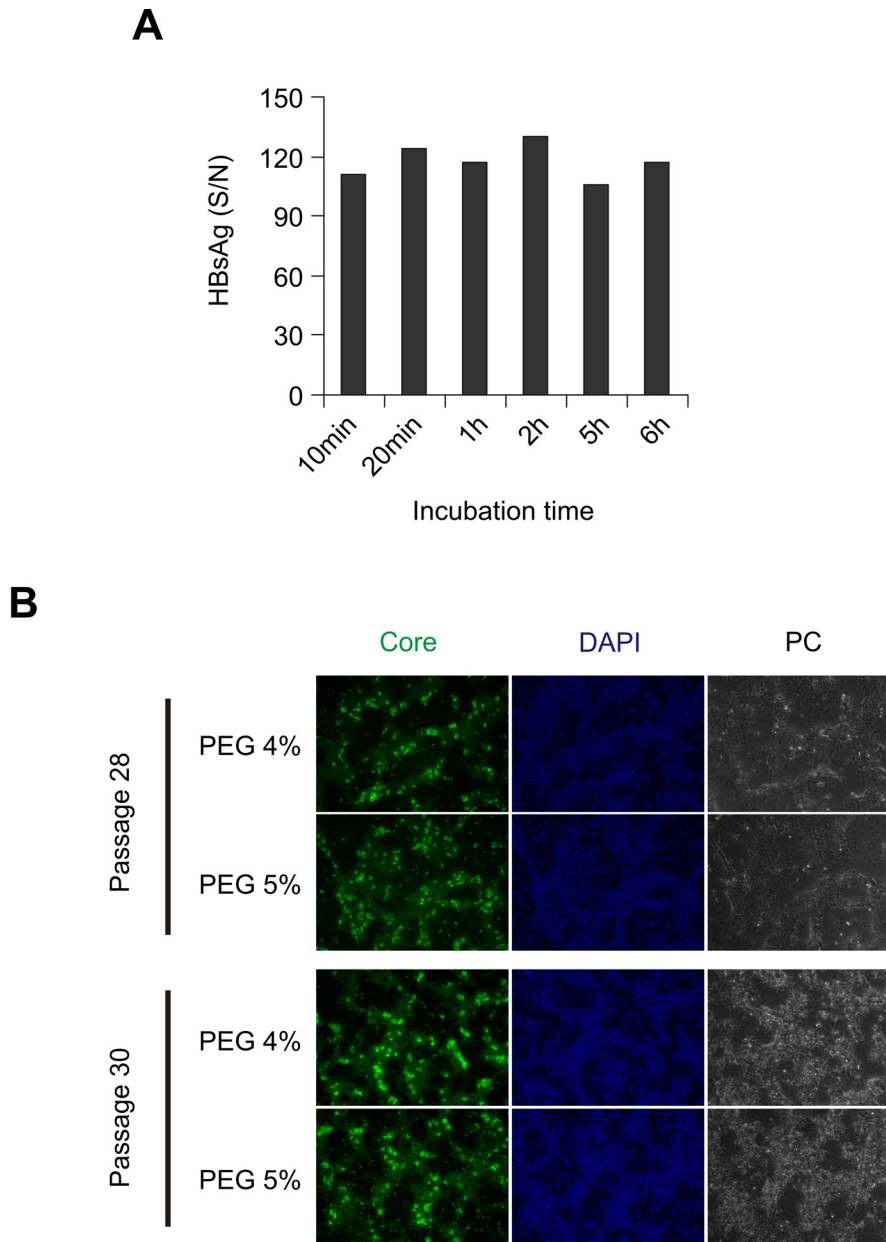 A
150
120
90
60
30
0
HBsAg (S/N)
10min 20min 1h 2h 5h 6h
Incubation time
B
Core DAPI PC
Passage 28
PEG 4%
PEG 5%
Passage 30
PEG 4%
PEG 5%